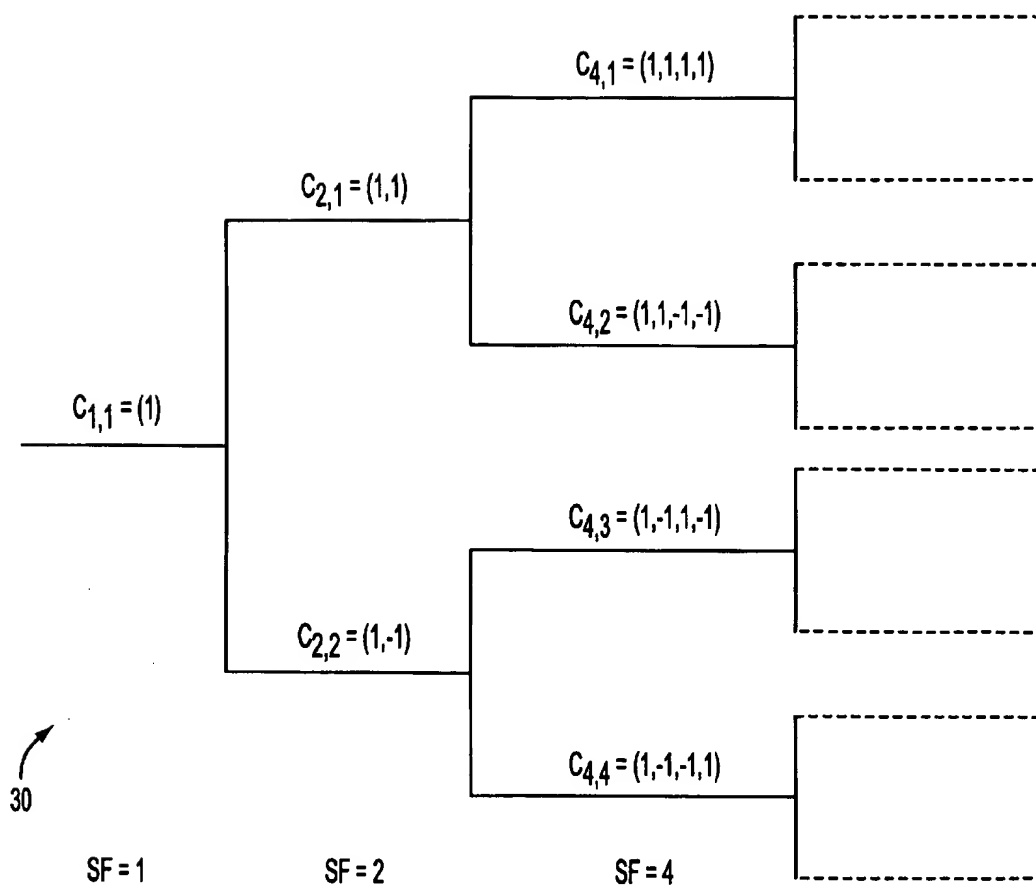 C4,1 = (1,1,1,1)
C2,1 = (1,1)
C4,2 = (1,1,-1,-1)
C1,1 = (1)
C4,3 = (1,-1,1,-1)
C2,2 = (1,-1)
C4,4 = (1,-1,-1,1)
30
SF = 1
SF = 2
SF = 4